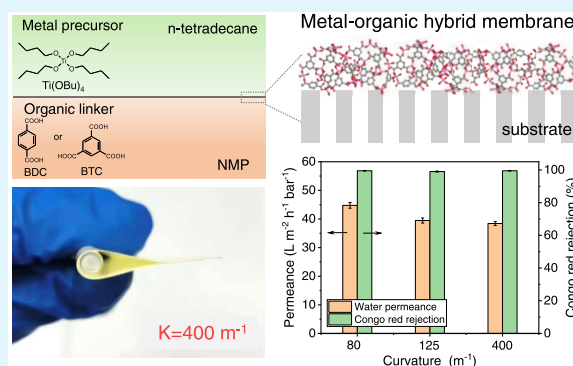 Metal precursor
n-tetradecane
O
O
Ti
O
O
Ti(OBu)4
Organic linker
COOH
COOH
BDC
or
COOH
HOOC
COOH
BTC
NMP
K=400 m-1
Metal-organic hybrid membrane
substrate
Permeance (L m-2 h-1 bar-1)
60
50
40
30
20
10
0
Water permeance
Congo red rejection
100
80
60
40
20
0
Congo red rejection (%)
80
125
400
Curvature (m-1)